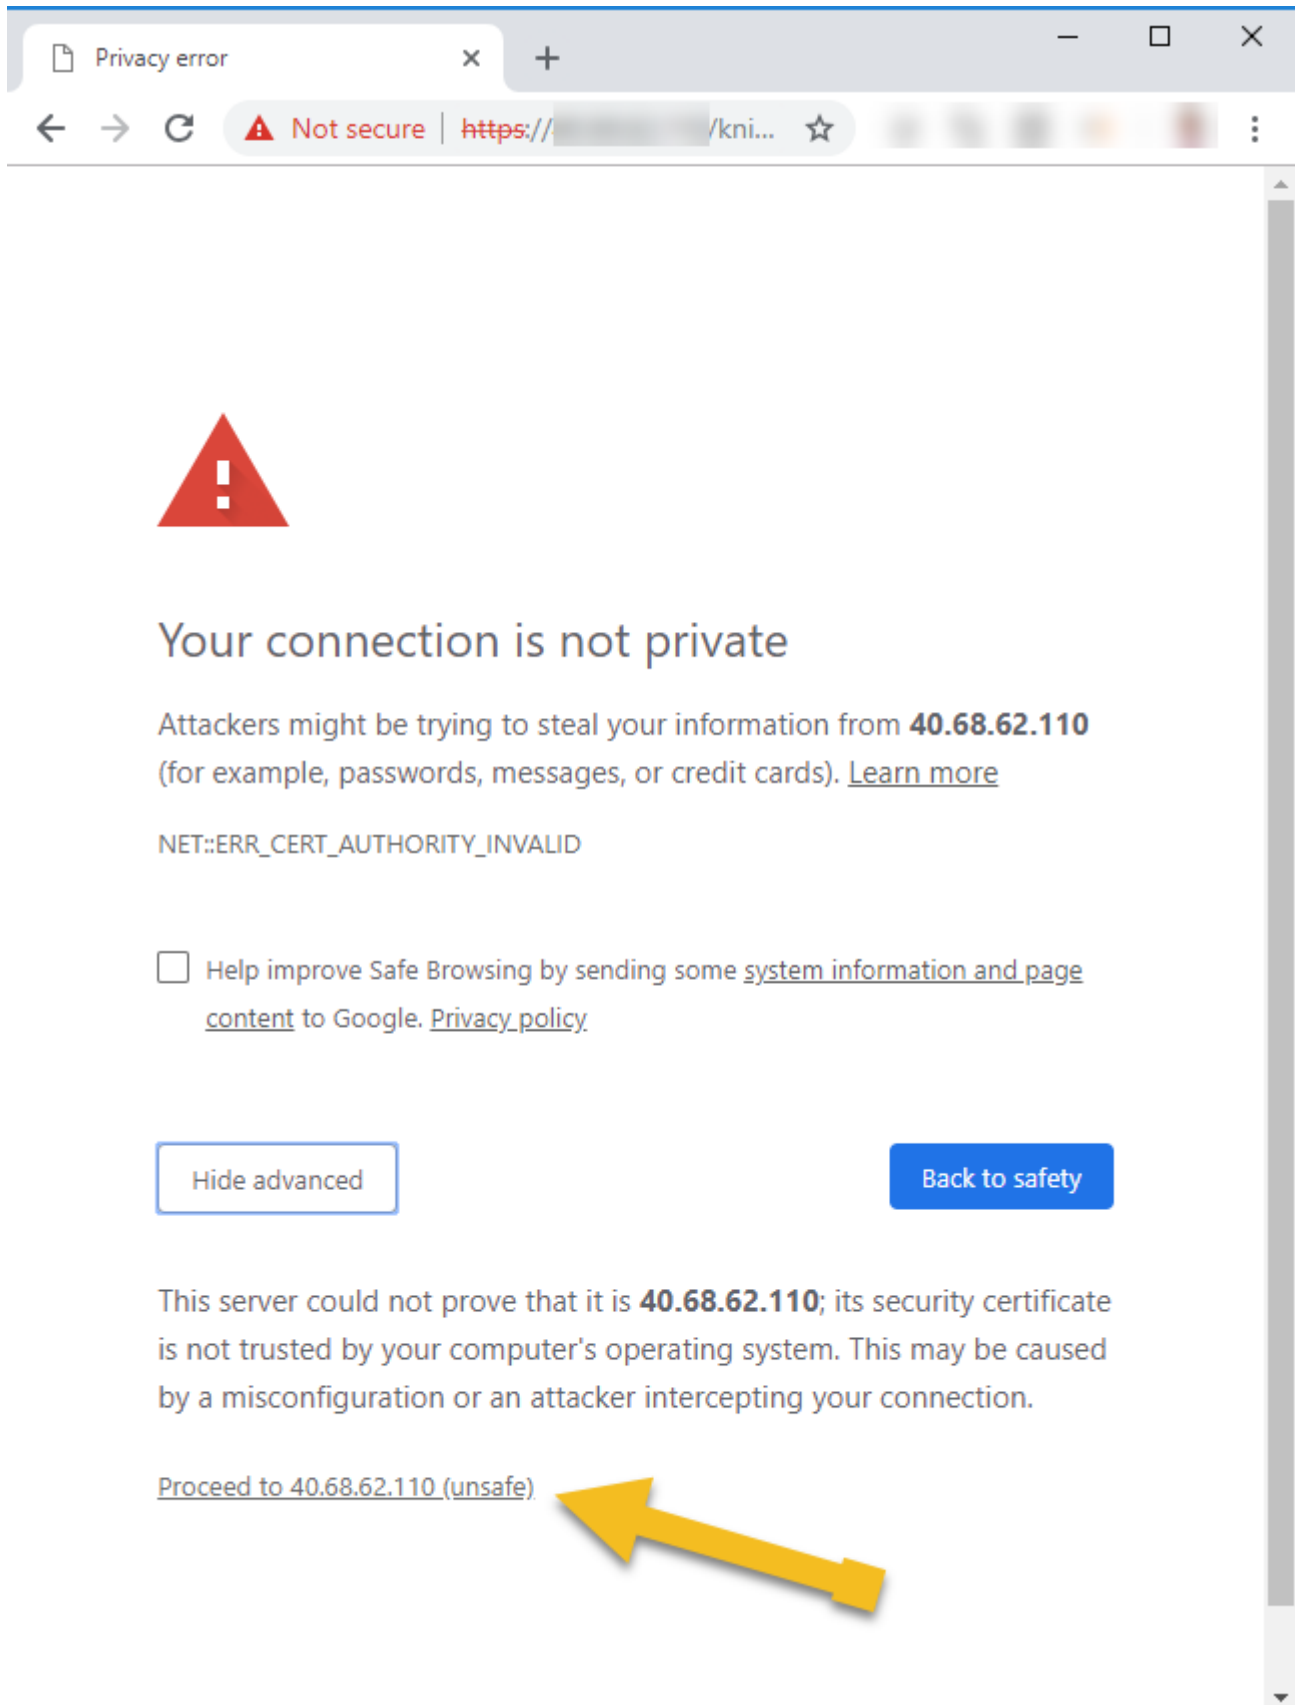 Privacy error
Not secure | https:// /kni...
Your connection is not private
Attackers might be trying to steal your information from 40.68.62.110
(for example, passwords, messages, or credit cards). Learn more
NET::ERR_CERT_AUTHORITY_INVALID
Help improve Safe Browsing by sending some system information and page
content to Google. Privacy policy
Hide advanced
Back to safety
This server could not prove that it is 40.68.62.110; its security certificate
is not trusted by your computer's operating system. This may be caused
by a misconfiguration or an attacker intercepting your connection.
Proceed to 40.68.62.110 (unsafe)